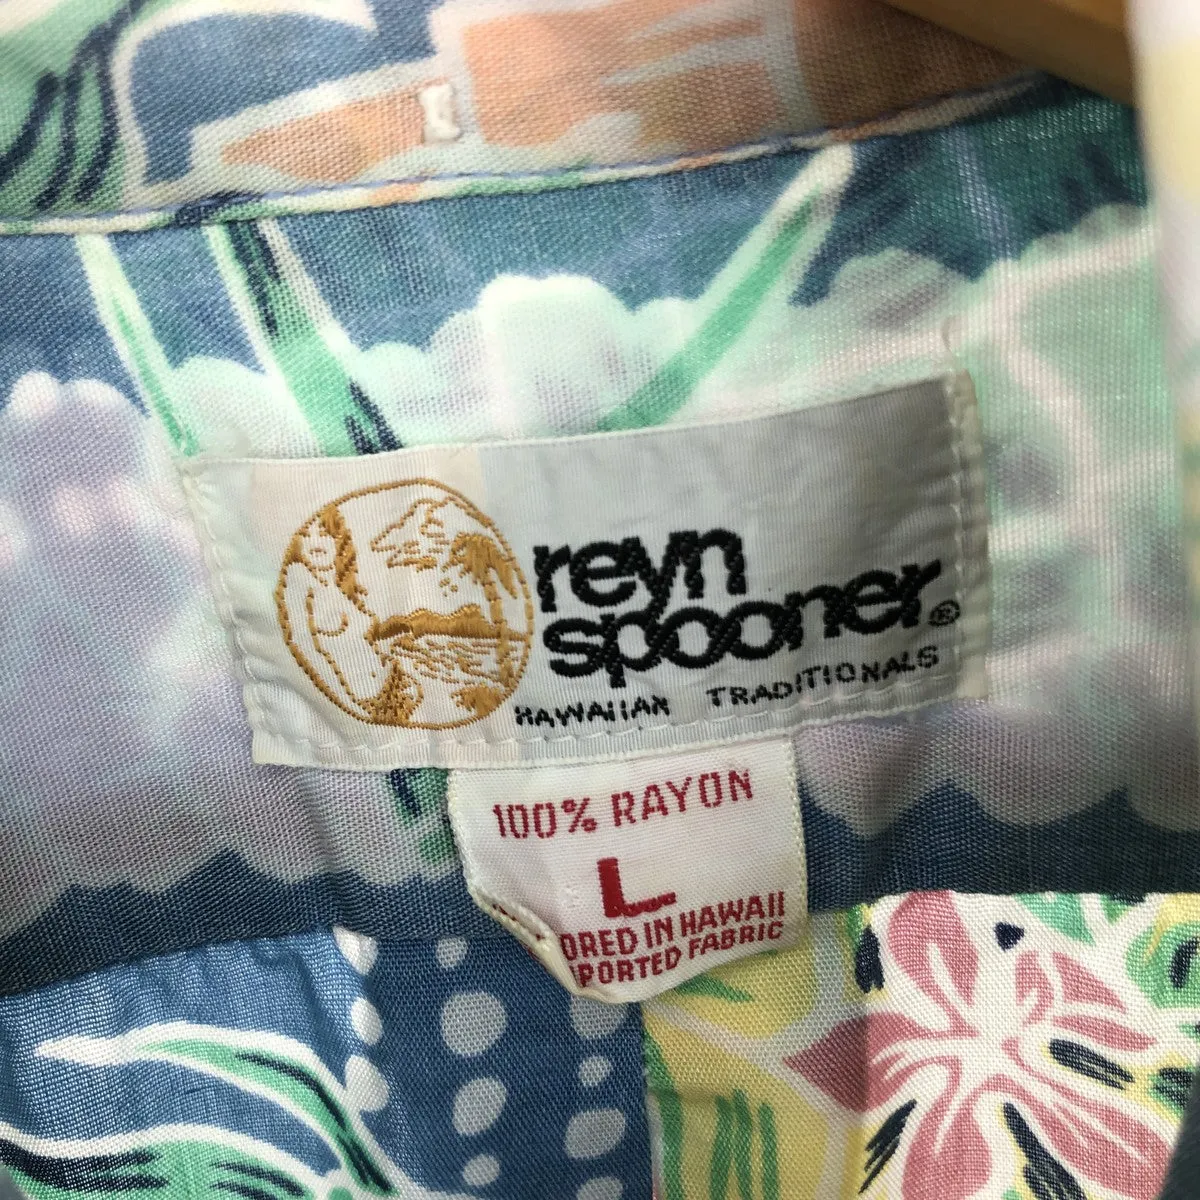 reyn
spooner®
HAWAIIAN TRADITIONALS
100% RAYON
L
ORED IN HAWAII
PORTED FABRIC